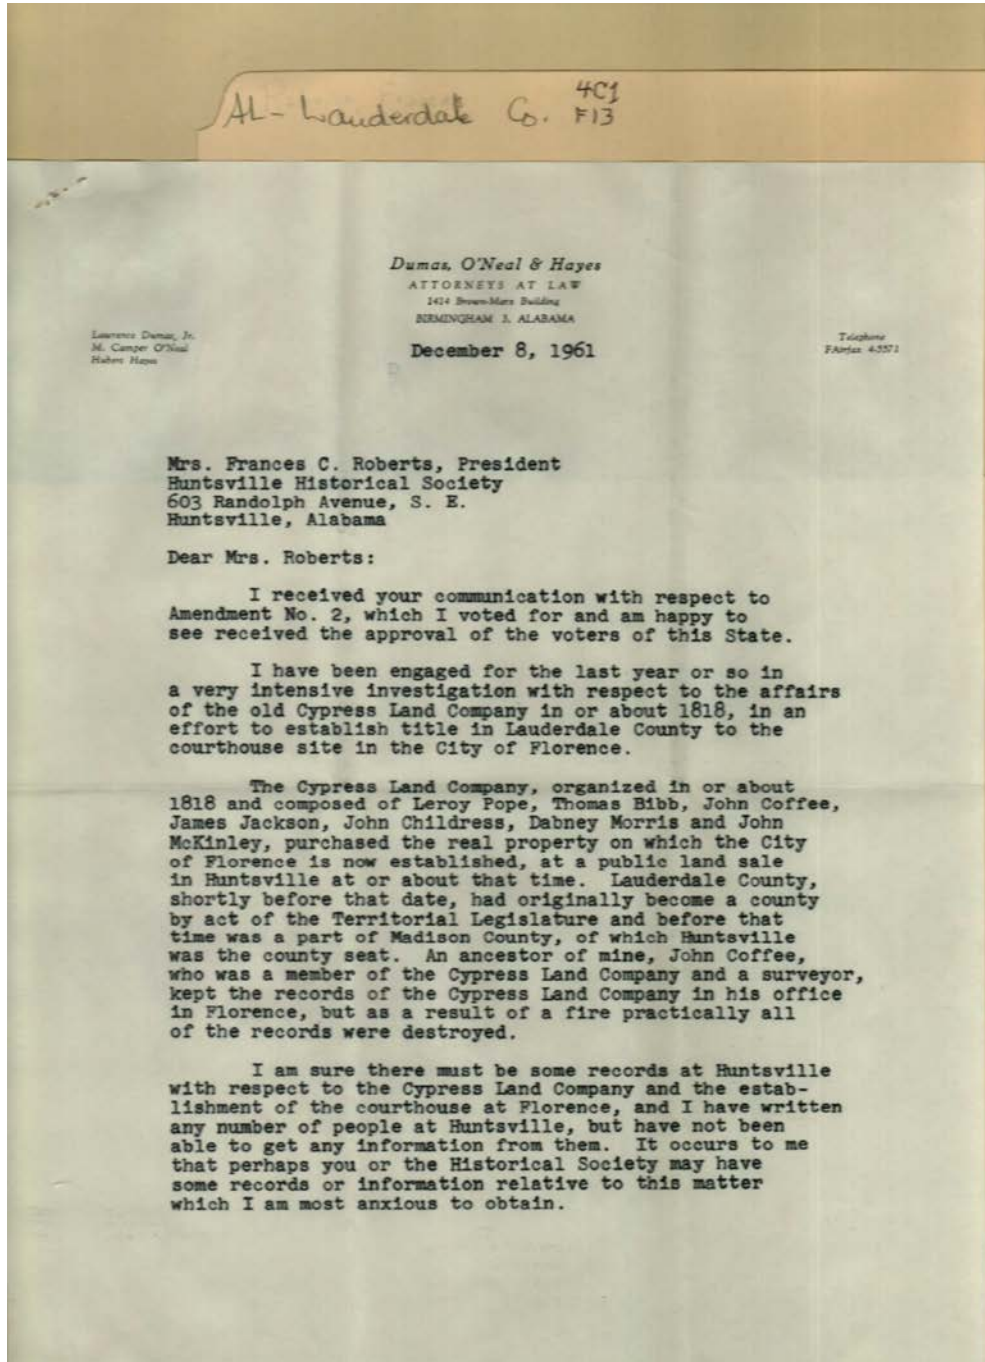 AL- Lauderdale Co. 4C1
F13
Dumas, O'Neal & Hayes
ATTORNEYS AT LAW
1414 Brown-Marx Building
BIRMINGHAM 3, ALABAMA
Lawrence Dumas, Jr.
M. Camper O'Neal
Hubert Hayes
Telephone
FAirfax 4-5571
December 8, 1961
Mrs. Frances C. Roberts, President
Huntsville Historical Society
603 Randolph Avenue, S. E.
Huntsville, Alabama
Dear Mrs. Roberts:
I received your communication with respect to
Amendment No. 2, which I voted for and am happy to
see received the approval of the voters of this State.
I have been engaged for the last year or so in
a very intensive investigation with respect to the affairs
of the old Cypress Land Company in or about 1818, in an
effort to establish title in Lauderdale County to the
courthouse site in the City of Florence.
The Cypress Land Company, organized in or about
1818 and composed of Leroy Pope, Thomas Bibb, John Coffee,
James Jackson, John Childress, Dabney Morris and John
McKinley, purchased the real property on which the City
of Florence is now established, at a public land sale
in Huntsville at or about that time. Lauderdale County,
shortly before that date, had originally become a county
by act of the Territorial Legislature and before that
time was a part of Madison County, of which Huntsville
was the county seat. An ancestor of mine, John Coffee,
who was a member of the Cypress Land Company and a surveyor,
kept the records of the Cypress Land Company in his office
in Florence, but as a result of a fire practically all
of the records were destroyed.
I am sure there must be some records at Huntsville
with respect to the Cypress Land Company and the estab-
lishment of the courthouse at Florence, and I have written
any number of people at Huntsville, but have not been
able to get any information from them. It occurs to me
that perhaps you or the Historical Society may have
some records or information relative to this matter
which I am most anxious to obtain.